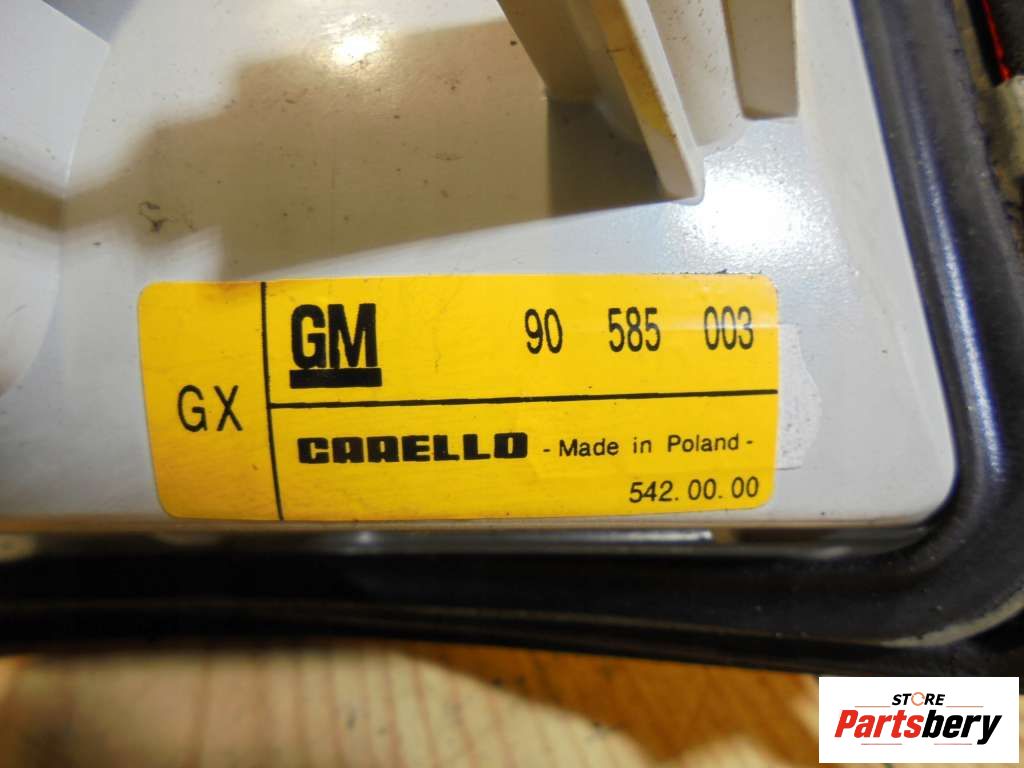 GX
GM 90 585 003
CARELLO - Made in Poland -
542.00.00
STORE
Partsbery